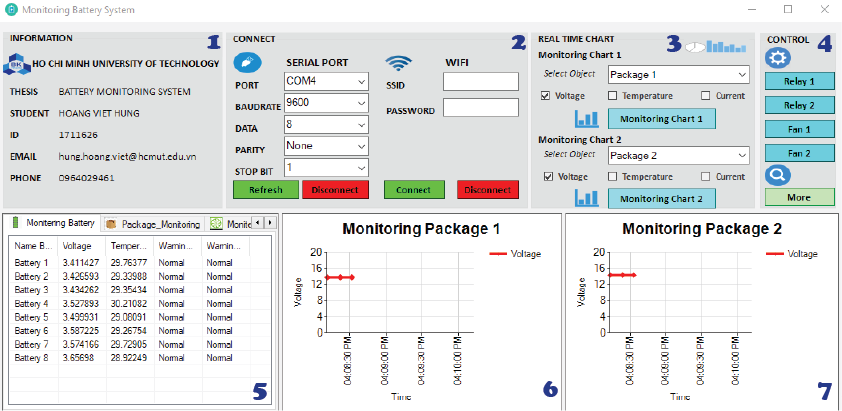 Monitoring Battery System
INFORMATION
1
BK
HO CHI MINH UNIVERSITY OF TECHNOLOGY
THESIS BATTERY MONITORING SYSTEM
STUDENT HOANG VIET HUNG
ID 1711626
EMAIL hung.hoang.viet@hcmut.edu.vn
PHONE 0964029461
CONNECT
2
SERIAL PORT
PORT COM4
BAUDRATE 9600
DATA 8
PARITY None
STOP BIT 1
Refresh Disconnect
WIFI
SSID
PASSWORD
Connect Disconnect
REAL TIME CHART
3
Monitoring Chart 1
Select Object Package 1
Voltage Temperature Current
Monitoring Chart 1
Monitoring Chart 2
Select Object Package 2
Voltage Temperature Current
Monitoring Chart 2
CONTROL
4
Relay 1
Relay 2
Fan 1
Fan 2
More
Monitering Battery Package_Monitoring Monite
Name B... Voltage Temper... Warnin... Warnin...
Battery 1 3.411427 29.76377 Normal Normal
Battery 2 3.426593 29.33988 Normal Normal
Battery 3 3.434262 29.35434 Normal Normal
Battery 4 3.527893 30.21082 Normal Normal
Battery 5 3.499931 29.08091 Normal Normal
Battery 6 3.587225 29.26754 Normal Normal
Battery 7 3.574166 29.72905 Normal Normal
Battery 8 3.65698 28.92249 Normal Normal
5
Monitoring Package 1
Voltage
20
16
12
8
4
0
Voltage
04:08:30 PM
04:09:00 PM
04:09:30 PM
04:10:00 PM
Time
6
Monitoring Package 2
Voltage
20
16
12
8
4
0
Voltage
04:08:30 PM
04:09:00 PM
04:09:30 PM
04:10:00 PM
Time
7